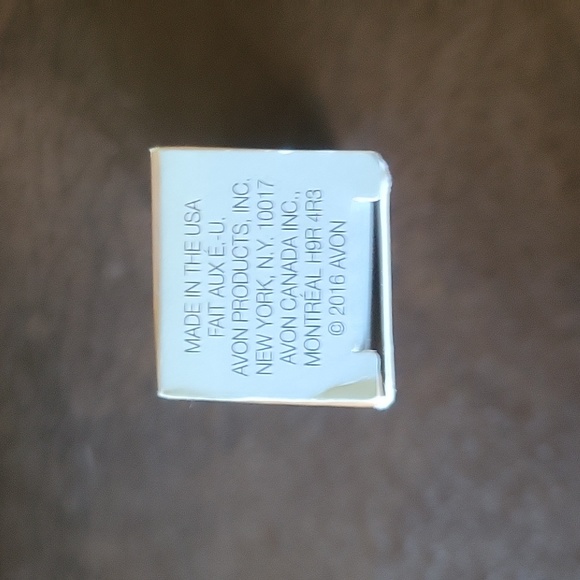 MADE IN THE USA
FAIT AUX É.-U.
AVON PRODUCTS, INC.
NEW YORK, N.Y. 10017
AVON CANADA INC.,
MONTRÉAL H9R 4R3
© 2016 AVON